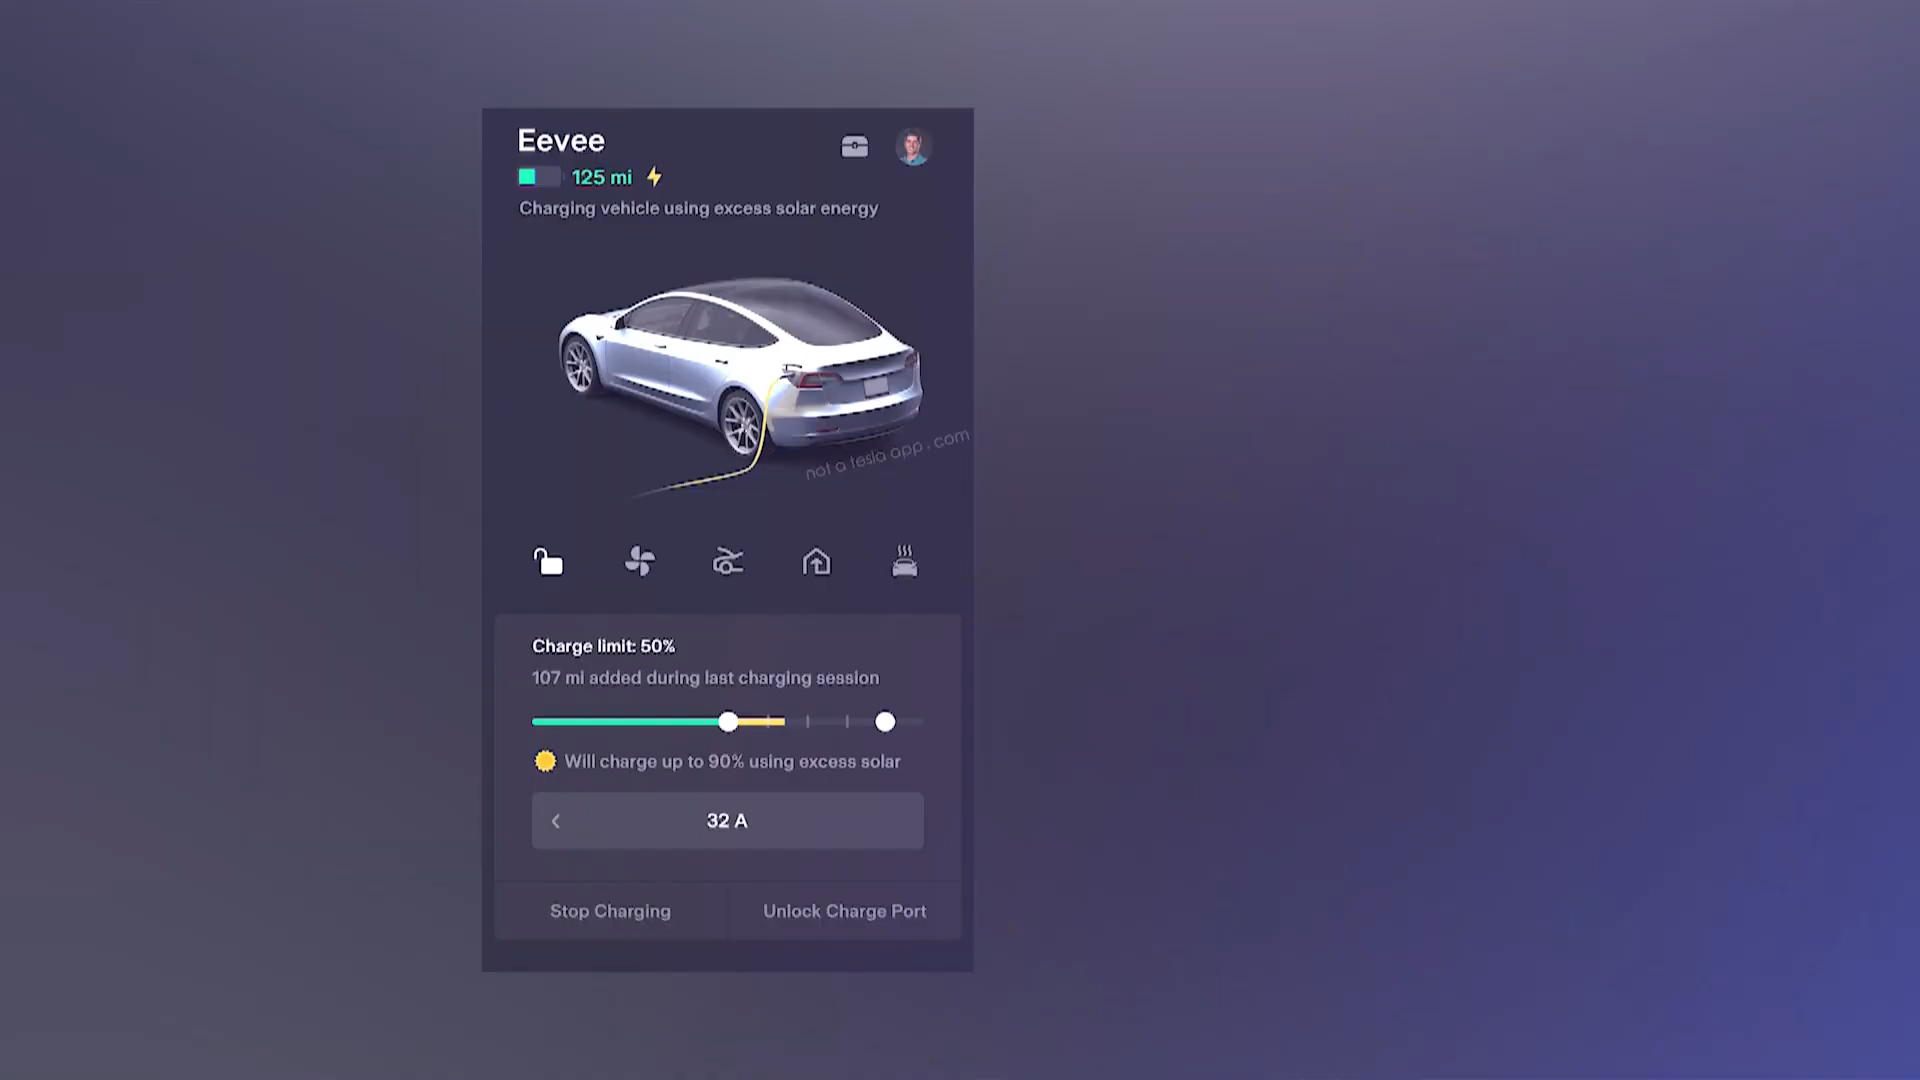 Eevee
125 mi
Charging vehicle using excess solar energy
not a tesla app . com
Charge limit: 50%
107 mi added during last charging session
Will charge up to 90% using excess solar
32 A
Stop Charging
Unlock Charge Port